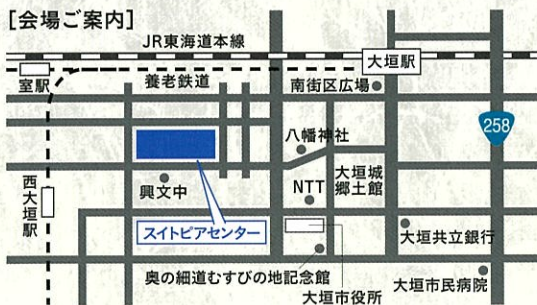 [会場ご案内]
JR東海道本線
大垣駅
室駅
養老鉄道
南街区広場
258
八幡神社
大垣城
郷土館
西大垣駅
興文中
NTT
スイトピアセンター
大垣共立銀行
奥の細道むすびの地記念館
大垣市民病院
大垣市役所